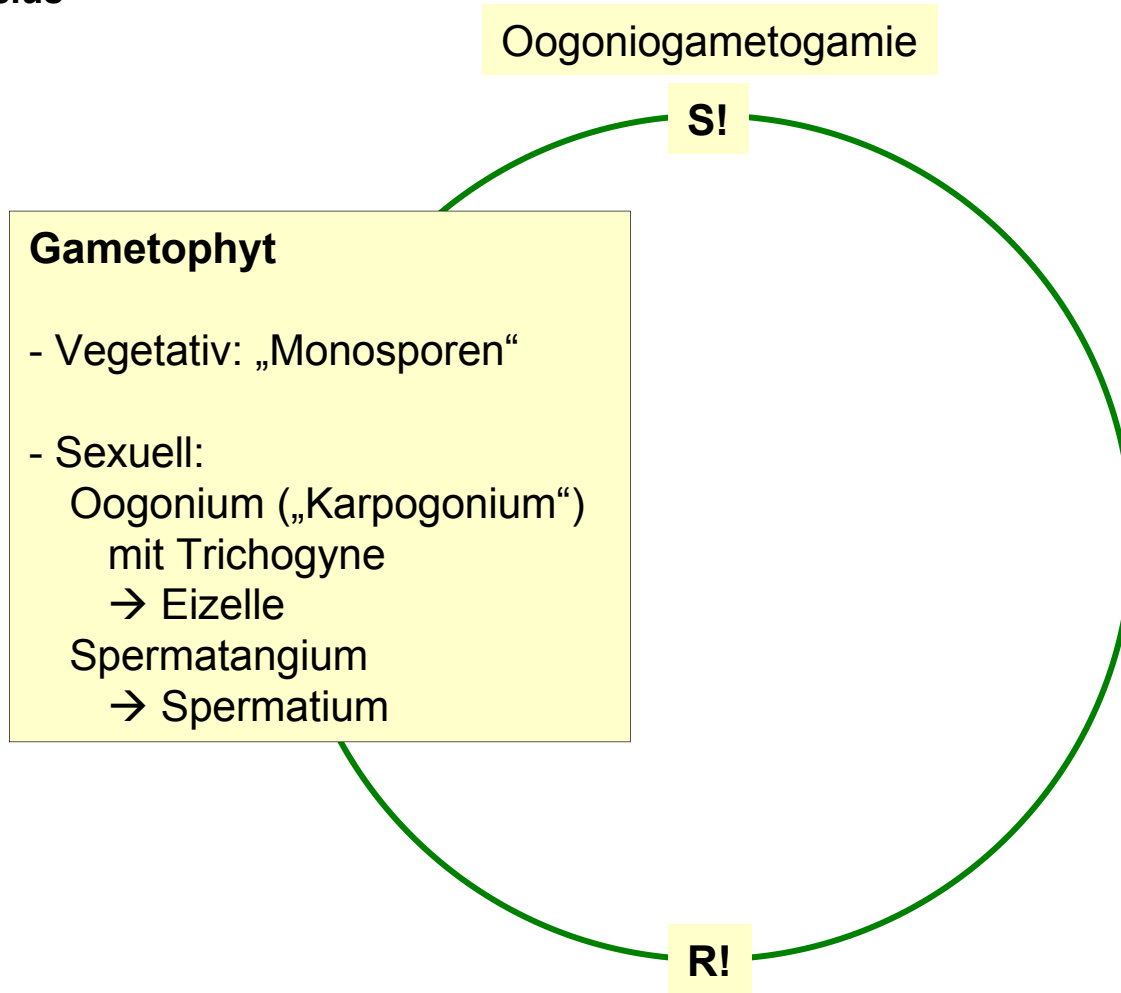 Oogoniogametogamie
S!
Gametophyt
- Vegetativ: „Monosporen“
- Sexuell:
Oogonium („Karpogonium“)
mit Trichogyne
→ Eizelle
Spermatangium
→ Spermatium
R!